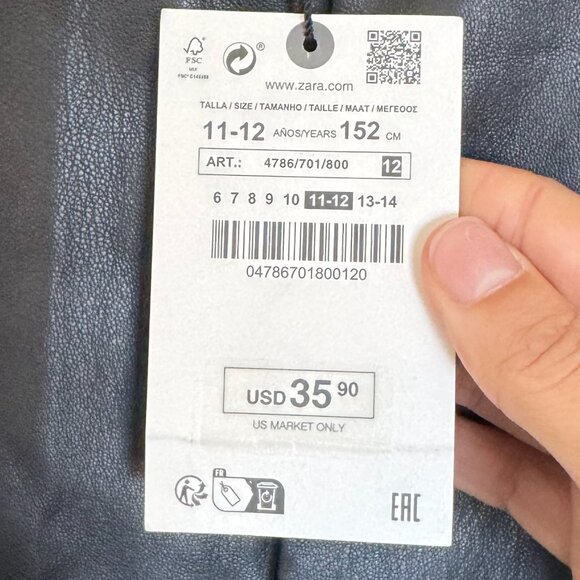 FSC
®
www.zara.com
TALLA / SIZE / TAMANHO / TAILLE / MAAT / ΜΕΓΕΘΟΣ
11-12 AÑOS/YEARS 152 CM
ART.: 4786/701/800 12
6 7 8 9 10 11-12 13-14
04786701800120
USD 35 90
US MARKET ONLY
FR
EAC